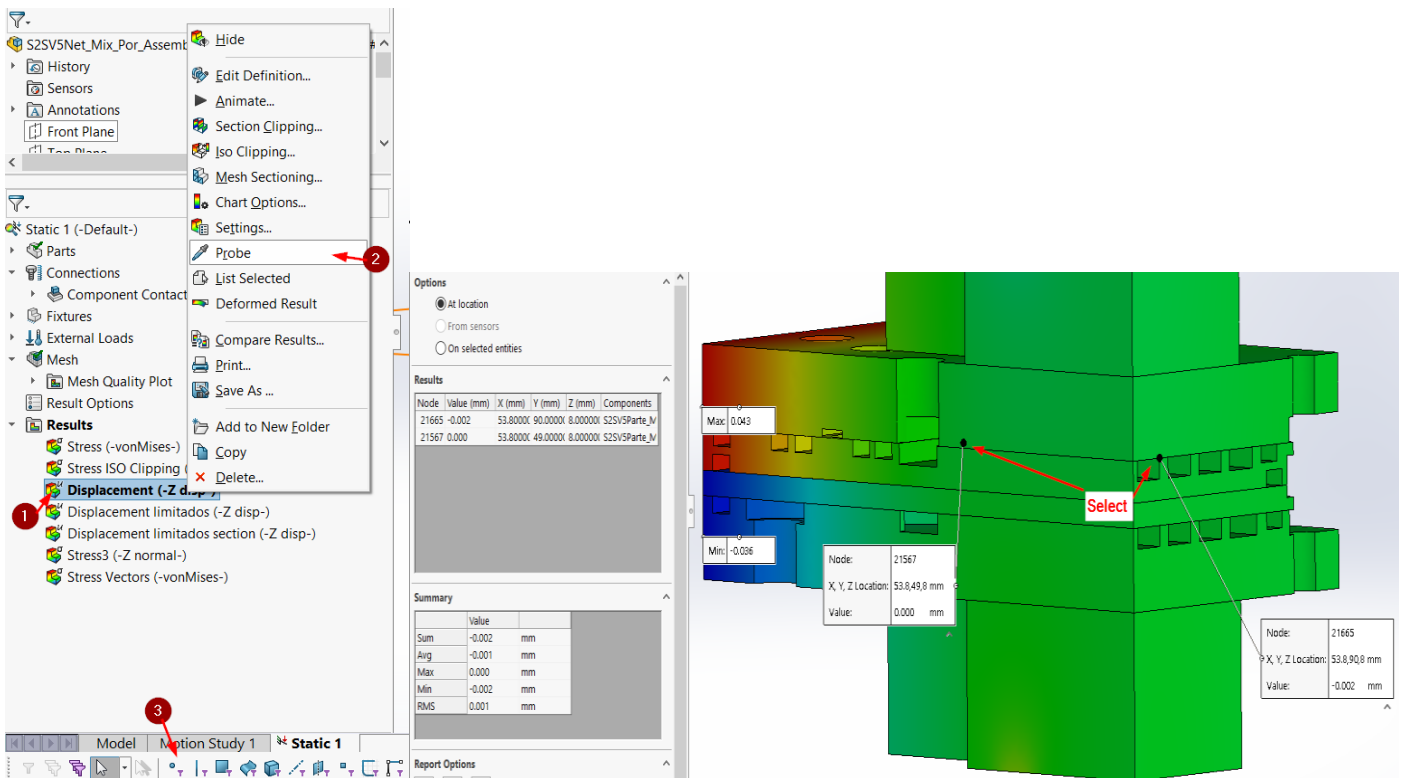 S2SV5Net_Mix_Por_Assemb
History
Sensors
Annotations
Front Plane
Top Plane
Static 1 (-Default-)
Parts
Connections
Component Contact
Fixtures
External Loads
Mesh
Mesh Quality Plot
Result Options
Results
Stress (-vonMises-)
Stress ISO Clipping (
Displacement (-Z disp-)
Displacement limitados (-Z disp-)
Displacement limitados section (-Z disp-)
Stress3 (-Z normal-)
Stress Vectors (-vonMises-)
1
Hide
Edit Definition...
Animate...
Section Clipping...
Iso Clipping...
Mesh Sectioning...
Chart Options...
Settings...
Probe
2
List Selected
Deformed Result
Compare Results...
Print...
Save As ...
Add to New Folder
Copy
Delete...
3
Model
Motion Study 1
Static 1
Options
At location
From sensors
On selected entities
Results
Node Value (mm) X (mm) Y (mm) Z (mm) Components
21665 -0.002 53.8000( 90.0000( 8.00000( S2SV5Parte_M
21567 0.000 53.8000( 49.0000( 8.00000( S2SV5Parte_M
Summary
Value
Sum -0.002 mm
Avg -0.001 mm
Max 0.000 mm
Min -0.002 mm
RMS 0.001 mm
Report Options
Max: 0.043
Min: -0.036
Select
Node: 21567
X, Y, Z Location: 53.8,49,8 mm
Value: 0.000 mm
Node: 21665
X, Y, Z Location: 53.8,90,8 mm
Value: -0.002 mm